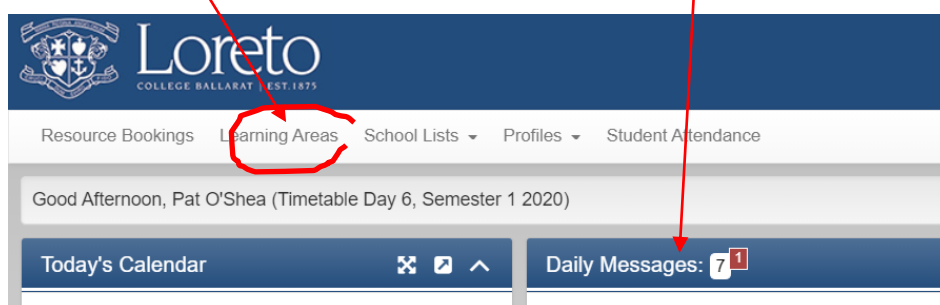 Loreto
COLLEGE BALLARAT | EST.1875
Resource Bookings Learning Areas School Lists Profiles Student Attendance
Good Afternoon, Pat O'Shea (Timetable Day 6, Semester 1 2020)
Today's Calendar Daily Messages: 7 1